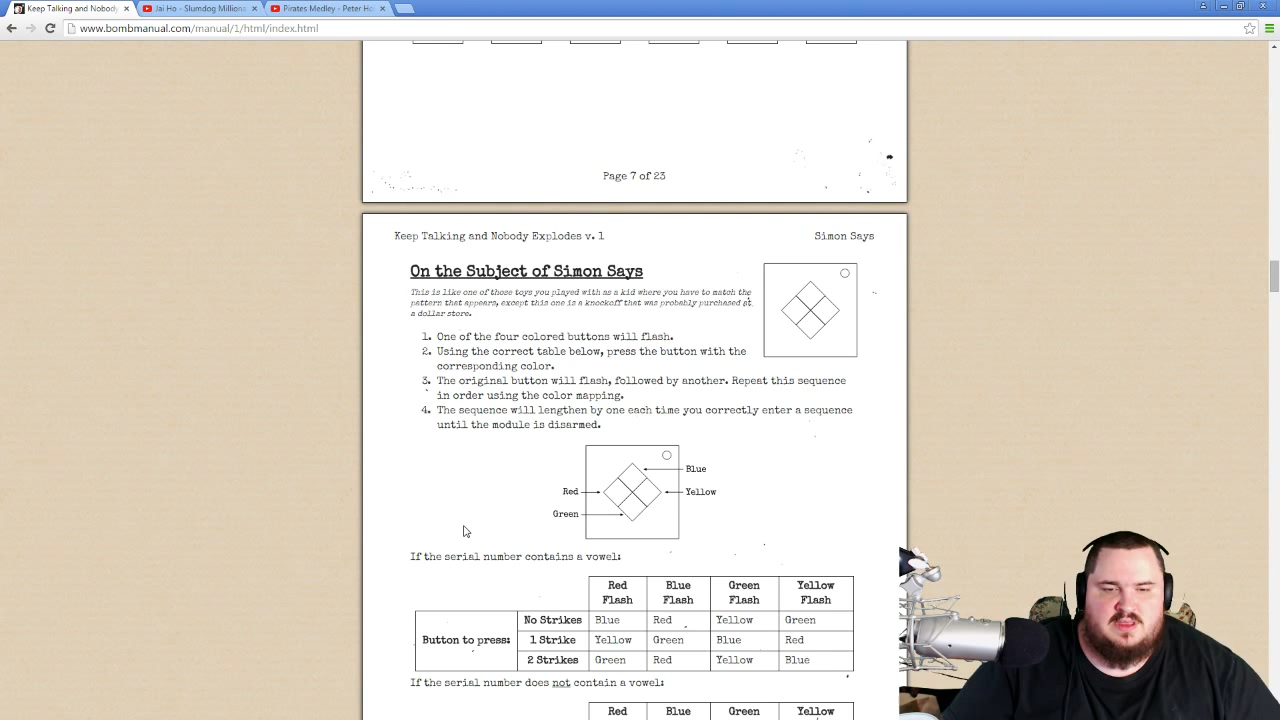 Keep Talking and Nobody
Jai Ho - Slumdog Million
Pirates Medley - Peter Ho
www.bombmanual.com/manual/1/html/index.html
Page 7 of 23
Keep Talking and Nobody Explodes v. 1
Simon Says
On the Subject of Simon Says
This is like one of those toys you played with as a kid where you have to match the
pattern that appears, except this one is a knockoff that was probably purchased at
a dollar store.
1. One of the four colored buttons will flash.
2. Using the correct table below, press the button with the
corresponding color.
3. The original button will flash, followed by another. Repeat this sequence
in order using the color mapping.
4. The sequence will lengthen by one each time you correctly enter a sequence
until the module is disarmed.
Blue
Red
Yellow
Green
If the serial number contains a vowel:
Red Flash Blue Flash Green Flash Yellow Flash
Button to press:
No Strikes Blue Red Yellow Green
1 Strike Yellow Green Blue Red
2 Strikes Green Red Yellow Blue
If the serial number does not contain a vowel:
Red Blue Green Yellow